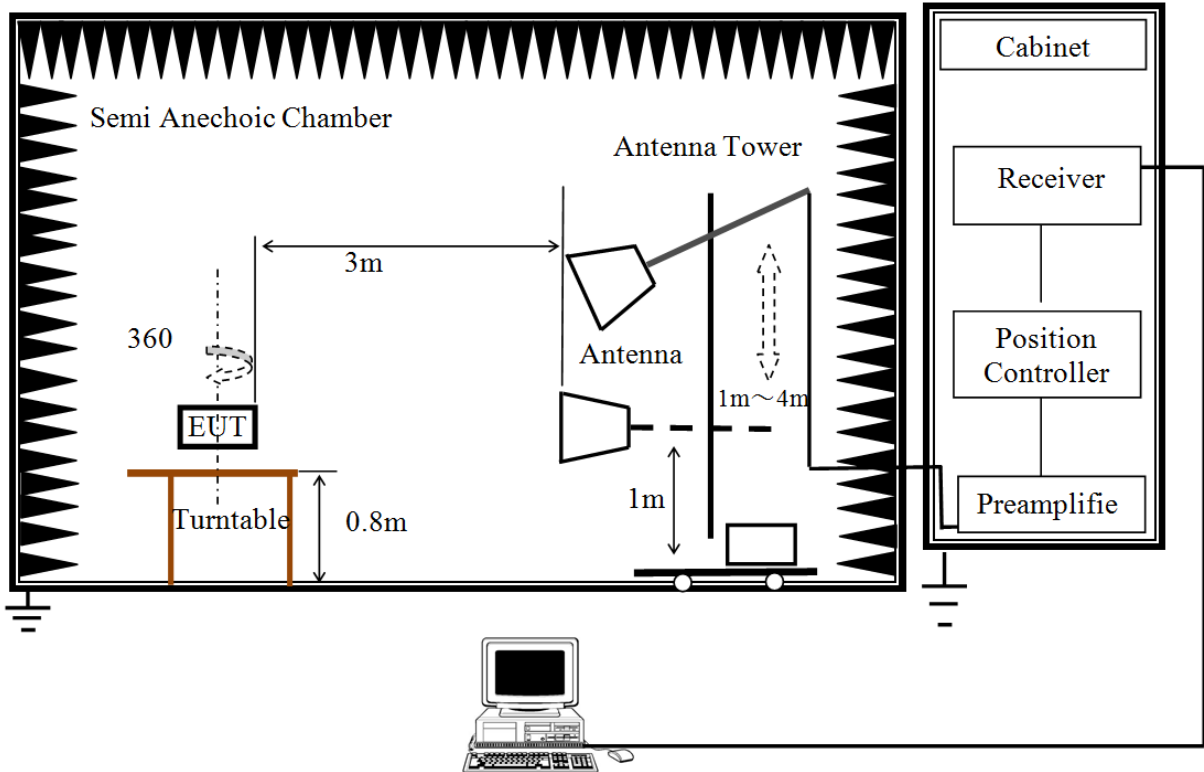 Cabinet
Semi Anechoic Chamber
Antenna Tower
Receiver
3m
360
Antenna
Position
Controller
1m～4m
EUT
1m
Turntable
0.8m
Preamplifie